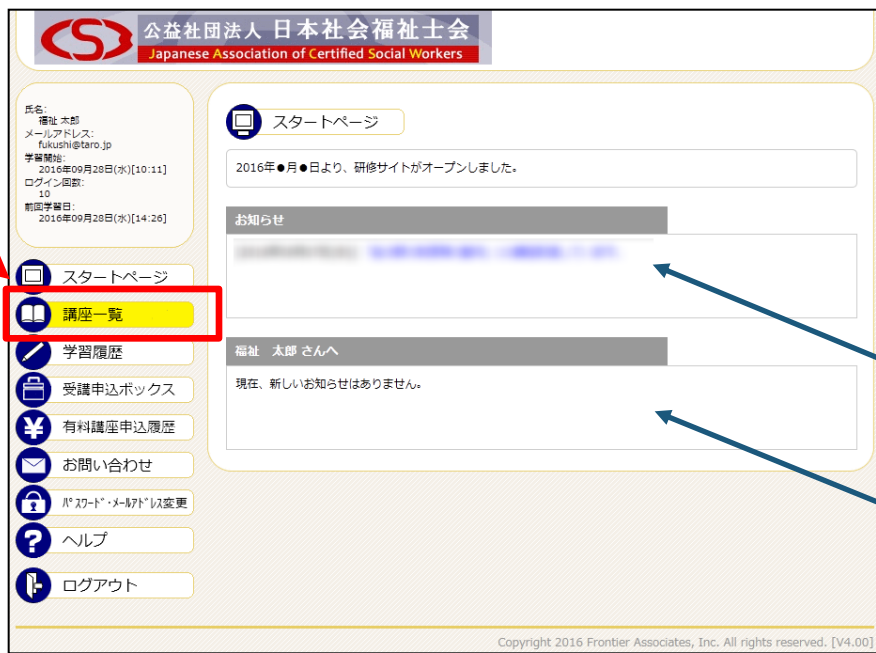 公益社団法人 日本社会福祉士会
Japanese Association of Certified Social Workers
氏名:
福祉 太郎
メールアドレス:
fukushi@taro.jp
学習開始:
2016年09月28日(水)[10:11]
ログイン回数:
10
前回学習日:
2016年09月28日(水)[14:26]
スタートページ
講座一覧
学習履歴
受講申込ボックス
有料講座申込履歴
お問い合わせ
ﾊﾟｽﾜｰﾄﾞ・ﾒｰﾙｱﾄﾞﾚｽ変更
ヘルプ
ログアウト
スタートページ
2016年●月●日より、研修サイトがオープンしました。
お知らせ
福祉 太郎 さんへ
現在、新しいお知らせはありません。
Copyright 2016 Frontier Associates, Inc. All rights reserved. [V4.00]